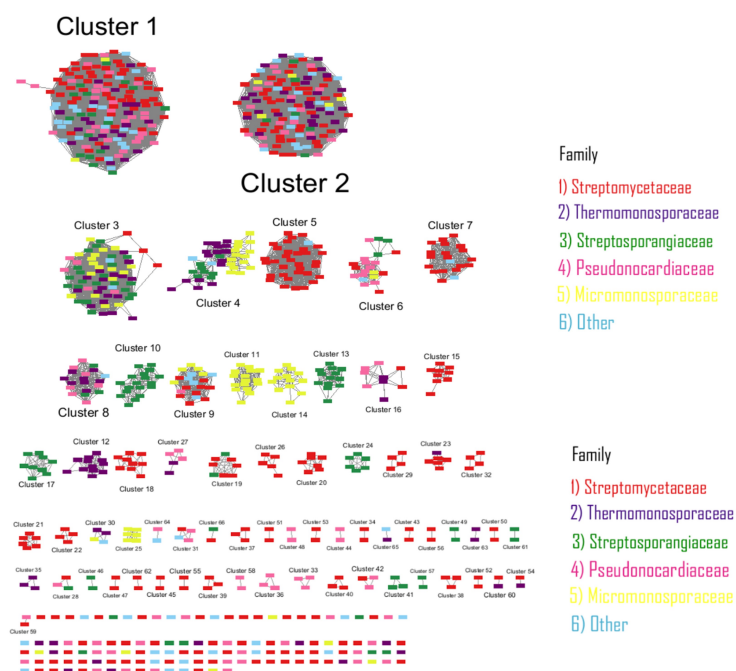 Cluster 1
Cluster 2
Family
1) Streptomycetaceae
2) Thermomonosporaceae
3) Streptosporangiaceae
4) Pseudonocardiaceae
5) Micromonosporaceae
6) Other
Cluster 3
Cluster 5
Cluster 7
Cluster 4
Cluster 6
Cluster 10
Cluster 11
Cluster 13
Cluster 15
Cluster 8
Cluster 9
Cluster 14
Cluster 16
Cluster 12
Cluster 27
Cluster 26
Cluster 24
Cluster 23
Cluster 17
Cluster 18
Cluster 19
Cluster 20
Cluster 29
Cluster 32
Family
1) Streptomycetaceae
2) Thermomonosporaceae
3) Streptosporangiaceae
4) Pseudonocardiaceae
5) Micromonosporaceae
6) Other
Cluster 21
Cluster 30
Cluster 64
Cluster 66
Cluster 51
Cluster 53
Cluster 34
Cluster 43
Cluster 49
Cluster 50
Cluster 22
Cluster 25
Cluster 31
Cluster 37
Cluster 48
Cluster 44
Cluster 65
Cluster 56
Cluster 63
Cluster 61
Cluster 35
Cluster 46
Cluster 62
Cluster 55
Cluster 58
Cluster 33
Cluster 42
Cluster 57
Cluster 52
Cluster 54
Cluster 28
Cluster 47
Cluster 45
Cluster 39
Cluster 36
Cluster 40
Cluster 41
Cluster 38
Cluster 60
Cluster 59